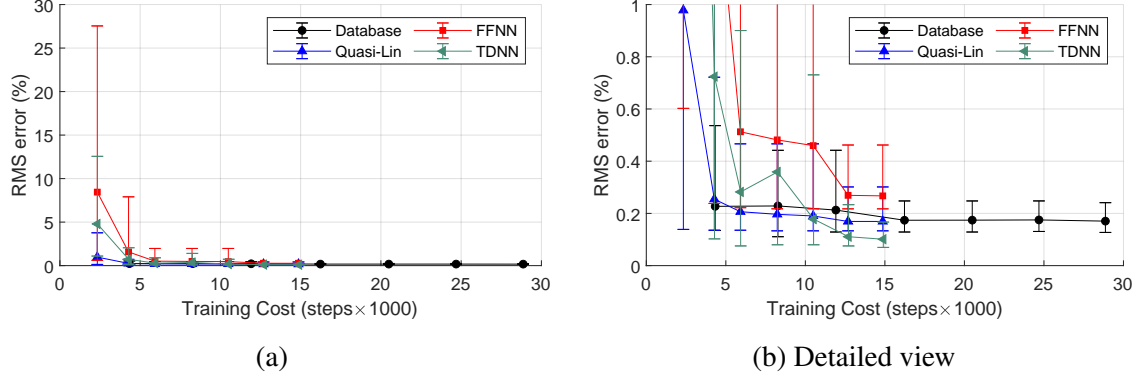 30
25
20
15
10
5
0
RMS error (%)
Database
FFNN
Quasi-Lin
TDNN
0 5 10 15 20 25 30
Training Cost (steps×1000)
(a)
1
0.8
0.6
0.4
0.2
0
RMS error (%)
Database
FFNN
Quasi-Lin
TDNN
0 5 10 15 20 25 30
Training Cost (steps×1000)
(b) Detailed view